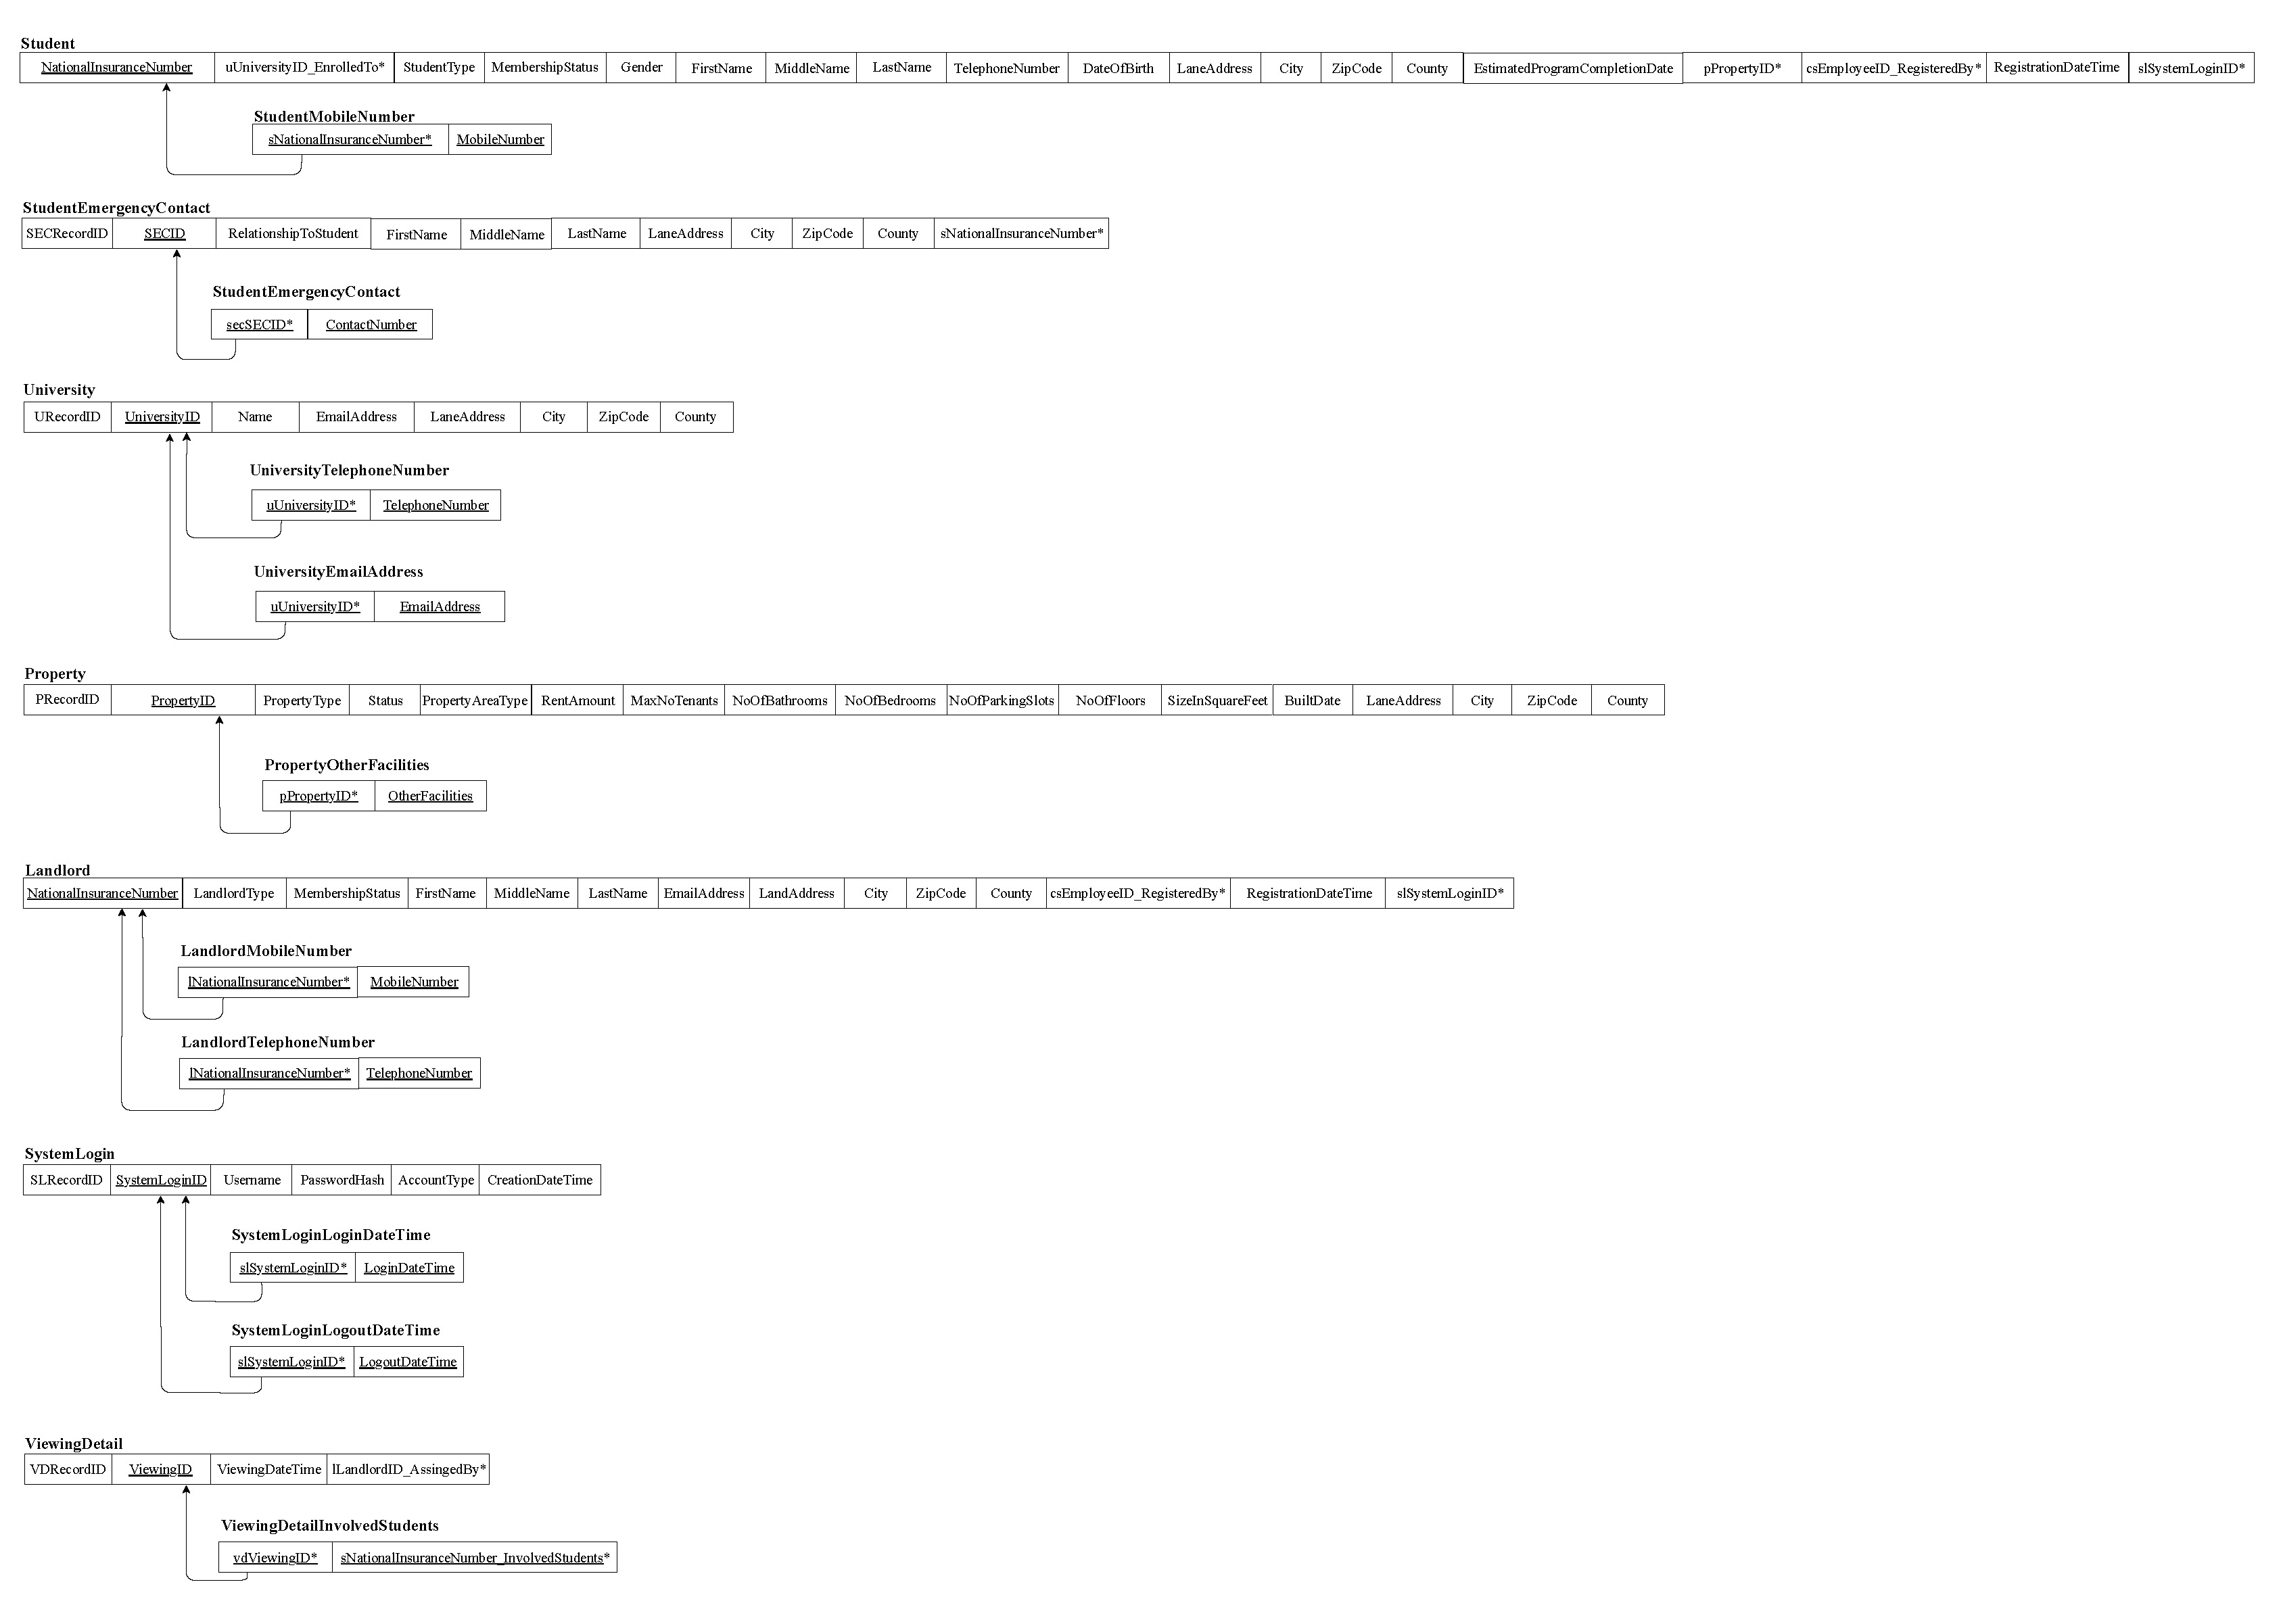 Student
NationalInsuranceNumber uUniversityID_EnrolledTo* StudentType MembershipStatus Gender FirstName MiddleName LastName TelephoneNumber DateOfBirth LaneAddress City ZipCode County EstimatedProgramCompletionDate pPropertyID* csEmployeeID_RegisteredBy* RegistrationDateTime slSystemLoginID*
StudentMobileNumber
sNationalInsuranceNumber* MobileNumber
StudentEmergencyContact
SECRecordID SECID RelationshipToStudent FirstName MiddleName LastName LaneAddress City ZipCode County sNationalInsuranceNumber*
StudentEmergencyContact
secSECID* ContactNumber
University
URecordID UniversityID Name EmailAddress LaneAddress City ZipCode County
UniversityTelephoneNumber
uUniversityID* TelephoneNumber
UniversityEmailAddress
uUniversityID* EmailAddress
Property
PRecordID PropertyID PropertyType Status PropertyAreaType RentAmount MaxNoTenants NoOfBathrooms NoOfBedrooms NoOfParkingSlots NoOfFloors SizeInSquareFeet BuiltDate LaneAddress City ZipCode County
PropertyOtherFacilities
pPropertyID* OtherFacilities
Landlord
NationalInsuranceNumber LandlordType MembershipStatus FirstName MiddleName LastName EmailAddress LandAddress City ZipCode County csEmployeeID_RegisteredBy* RegistrationDateTime slSystemLoginID*
LandlordMobileNumber
lNationalInsuranceNumber* MobileNumber
LandlordTelephoneNumber
lNationalInsuranceNumber* TelephoneNumber
SystemLogin
SLRecordID SystemLoginID Username PasswordHash AccountType CreationDateTime
SystemLoginLoginDateTime
slSystemLoginID* LoginDateTime
SystemLoginLogoutDateTime
slSystemLoginID* LogoutDateTime
ViewingDetail
VDRecordID ViewingID ViewingDateTime lLandlordID_AssingedBy*
ViewingDetailInvolvedStudents
vdViewingID* sNationalInsuranceNumber_InvolvedStudents*